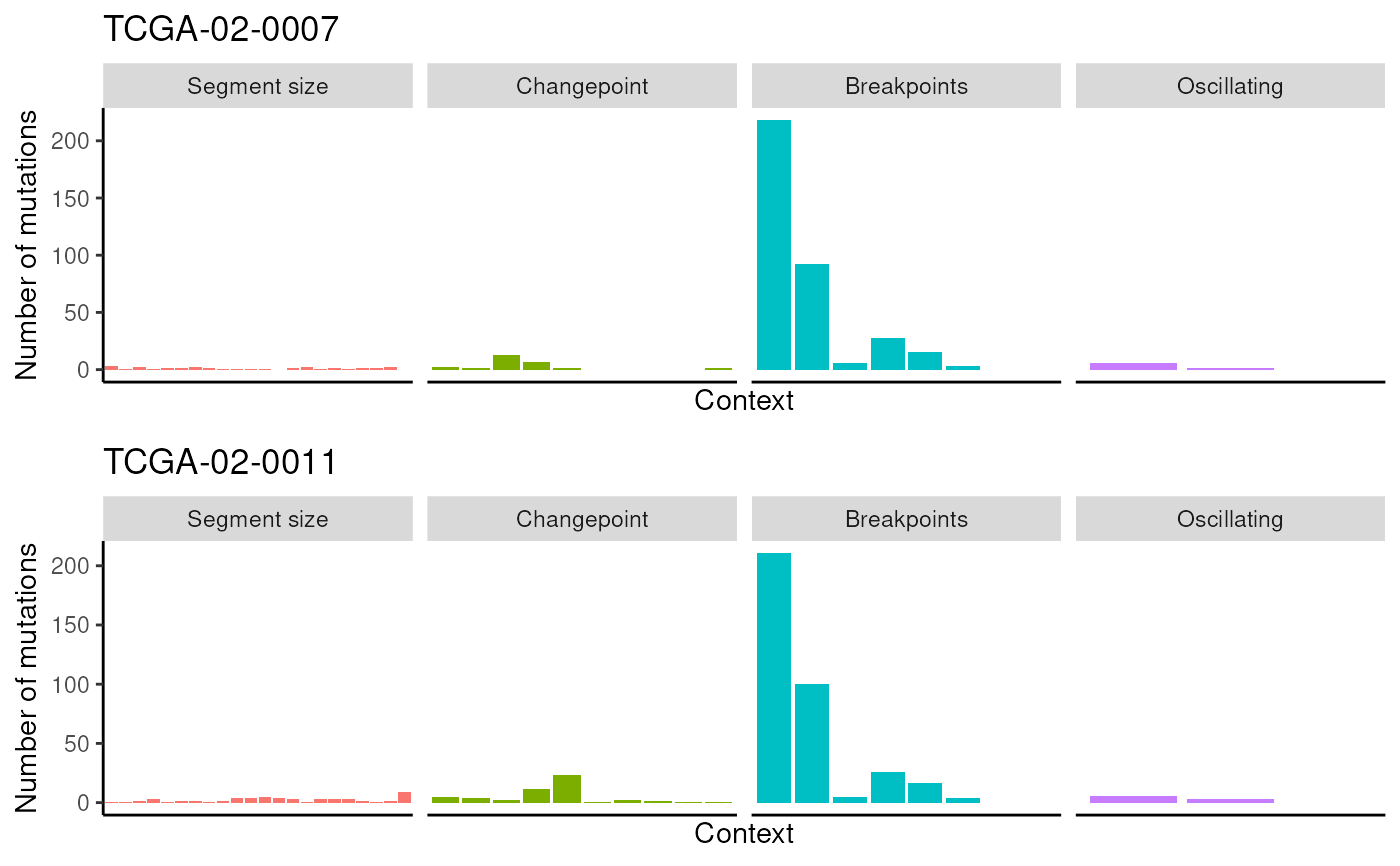 TCGA-02-0007
Segment size Changepoint Breakpoints Oscillating
Number of mutations
200
150
100
50
0
Context
TCGA-02-0011
Segment size Changepoint Breakpoints Oscillating
Number of mutations
200
150
100
50
0
Context